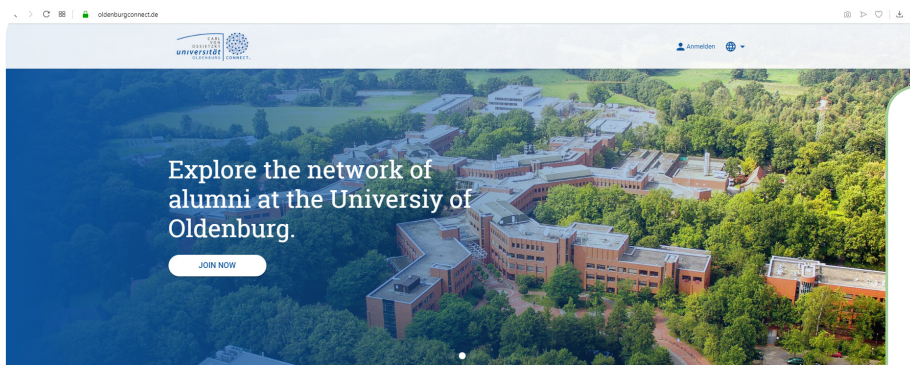 oldenburgconnect.de
CARL
VON
OSSIETZKY
universität
OLDENBURG CONNECT.
Anmelden
Explore the network of
alumni at the Universiy of
Oldenburg.
JOIN NOW